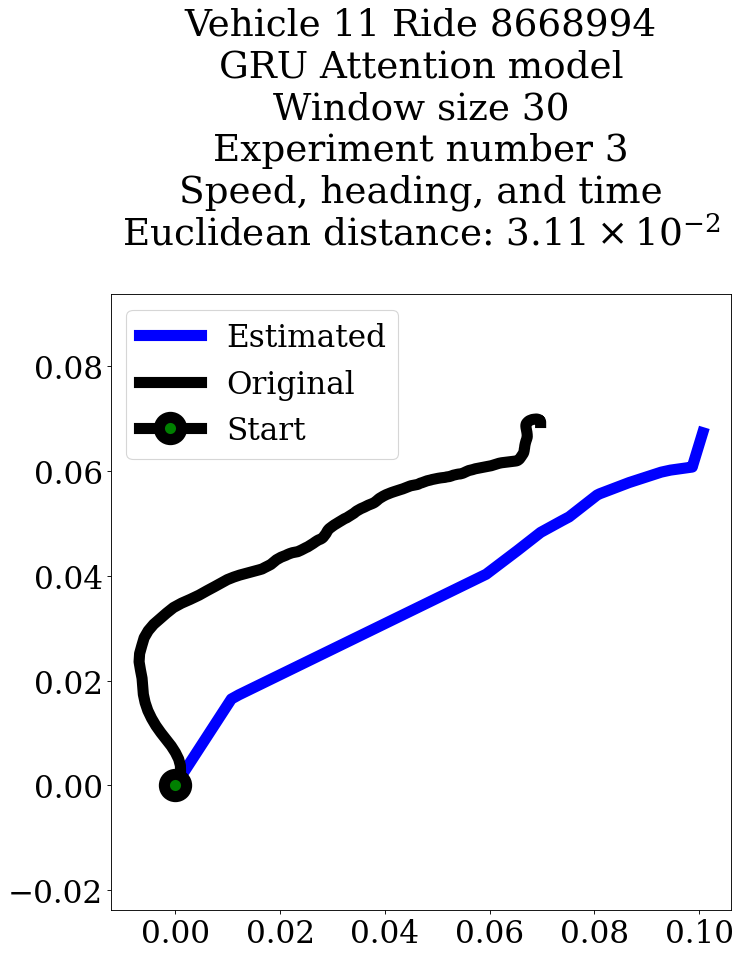 Vehicle 11 Ride 8668994
GRU Attention model
Window size 30
Experiment number 3
Speed, heading, and time
Euclidean distance: 3.11 × 10⁻²
Estimated
Original
Start
0.08
0.06
0.04
0.02
0.00
−0.02
0.00 0.02 0.04 0.06 0.08 0.10